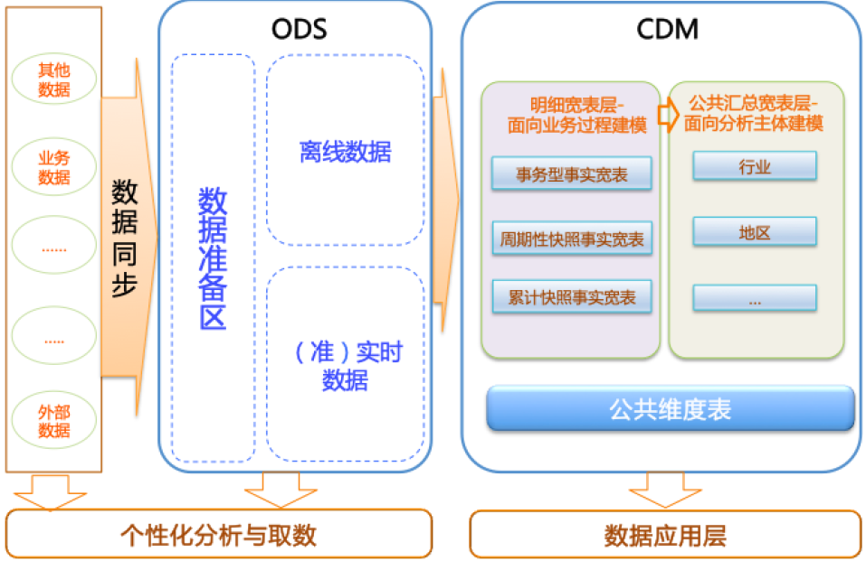 其他
数据
业务
数据
……
…..
外部
数据
数据同步
ODS
数据准备区
离线数据
（准）实时
数据
CDM
明细宽表层-
面向业务过程建模
事务型事实宽表
周期性快照事实宽表
累计快照事实宽表
公共汇总宽表层-
面向分析主体建模
行业
地区
...
公共维度表
个性化分析与取数
数据应用层